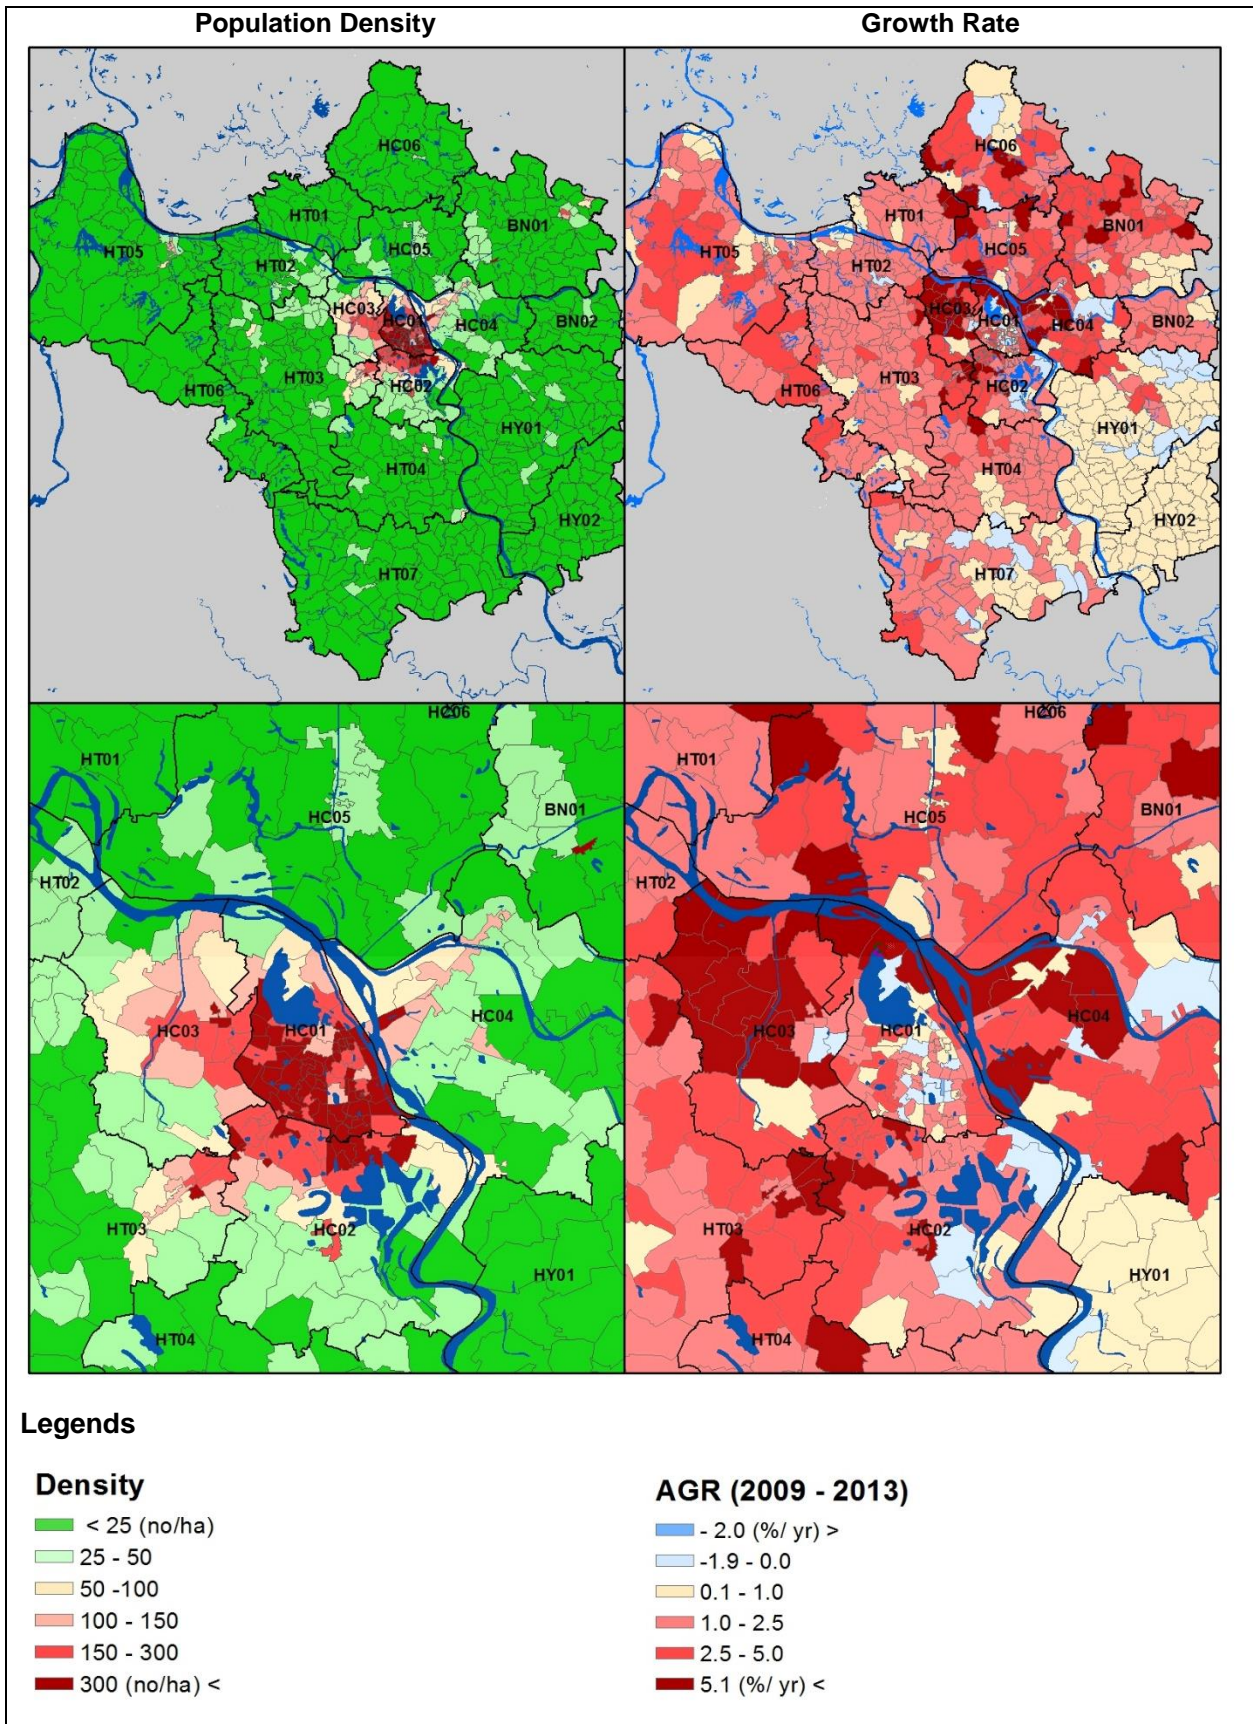 Population Density
Growth Rate
HC06
HT01
BN01
HC05
HT05
HT02
HC03
HC01
HC04
BN02
HT06
HT03
HC02
HY01
HT04
HY02
HT07
HC06
HT01
BN01
HC05
HT05
HT02
HC03
HC01
HC04
BN02
HT06
HT03
HC02
HY01
HT04
HY02
HT07
HC06
HT01
BN01
HC05
HT02
HC03
HC01
HC04
HT03
HC02
HY01
HT04
HC06
HT01
BN01
HC05
HT02
HC03
HC01
HC04
HT03
HC02
HY01
HT04
Legends
Density
< 25 (no/ha)
25 - 50
50 -100
100 - 150
150 - 300
300 (no/ha) <
AGR (2009 - 2013)
- 2.0 (%/ yr) >
-1.9 - 0.0
0.1 - 1.0
1.0 - 2.5
2.5 - 5.0
5.1 (%/ yr) <